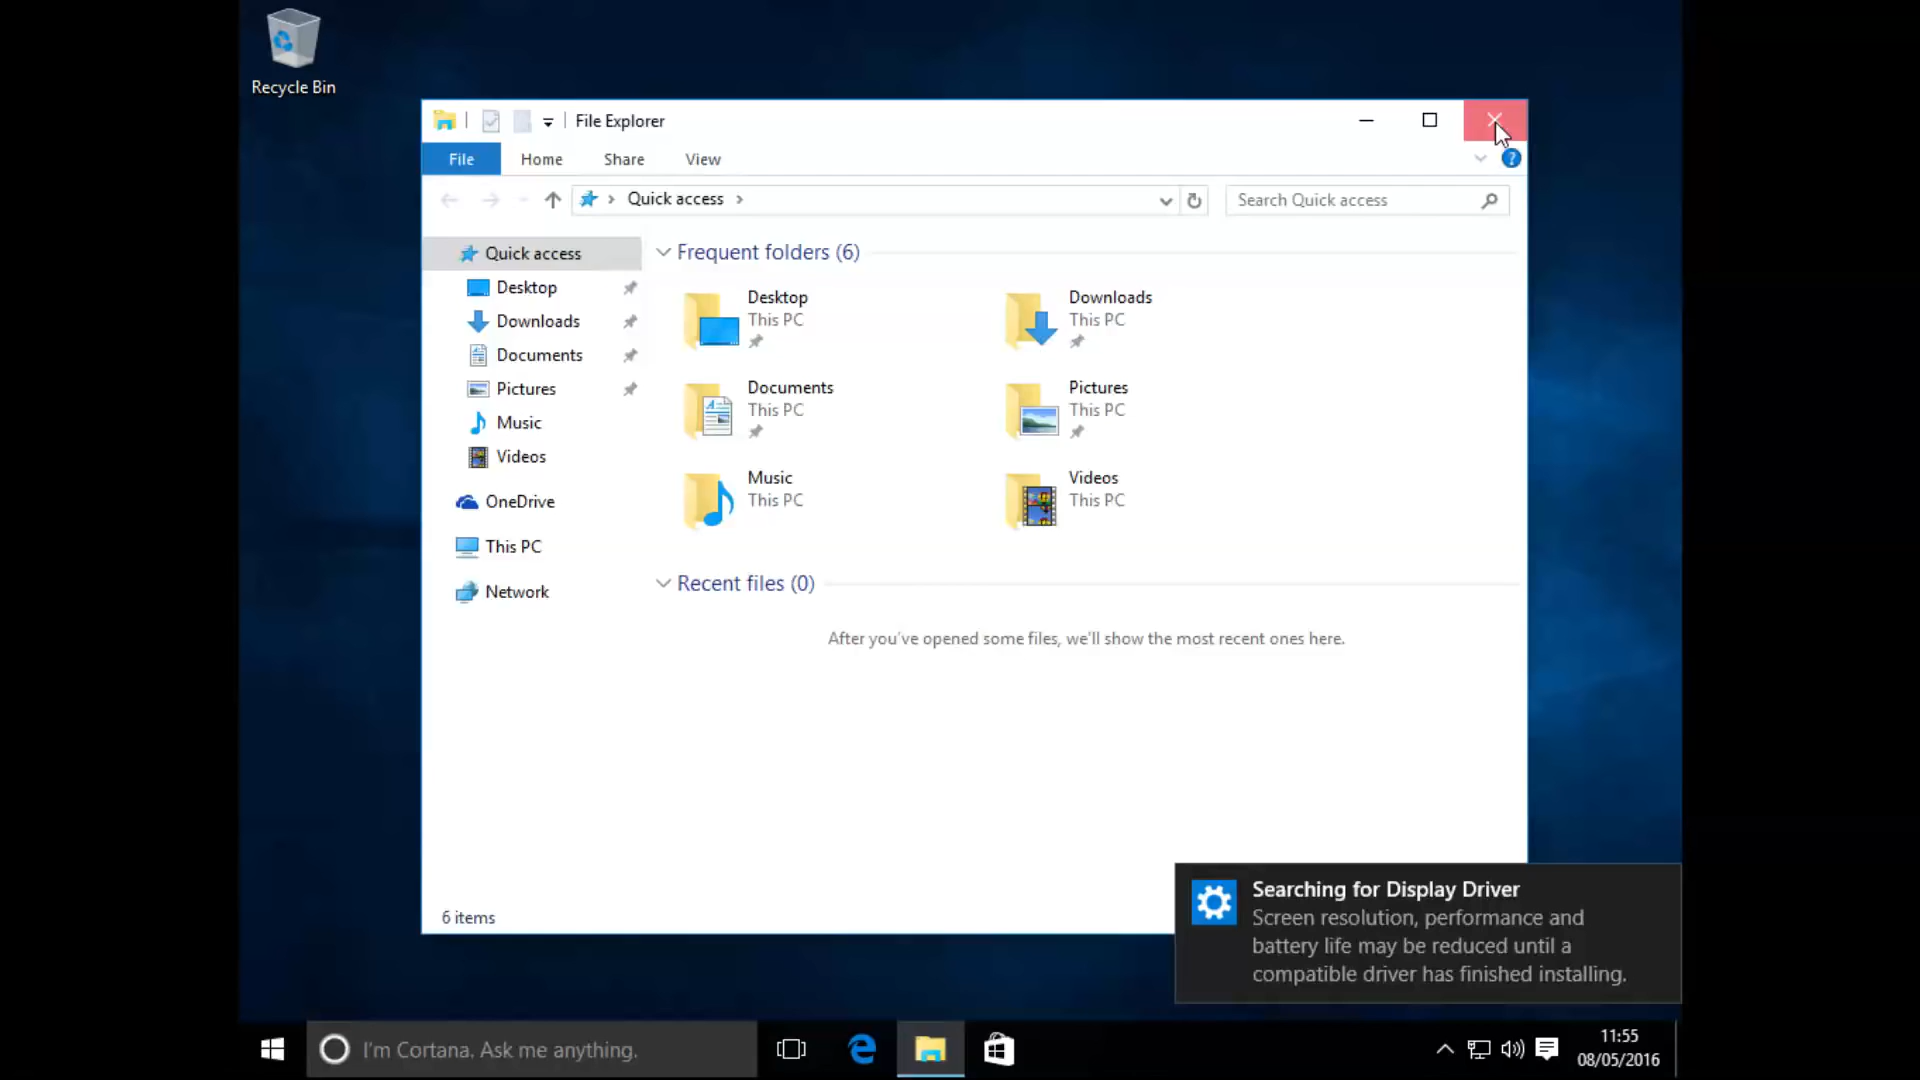 Recycle Bin
File Explorer
File Home Share View
?
Quick access
Search Quick access
Quick access
Desktop
Downloads
Documents
Pictures
Music
Videos
OneDrive
This PC
Network
Frequent folders (6)
Desktop
This PC
Downloads
This PC
Documents
This PC
Pictures
This PC
Music
This PC
Videos
This PC
Recent files (0)
After you've opened some files, we'll show the most recent ones here.
6 items
Searching for Display Driver
Screen resolution, performance and
battery life may be reduced until a
compatible driver has finished installing.
I'm Cortana. Ask me anything.
11:55
08/05/2016